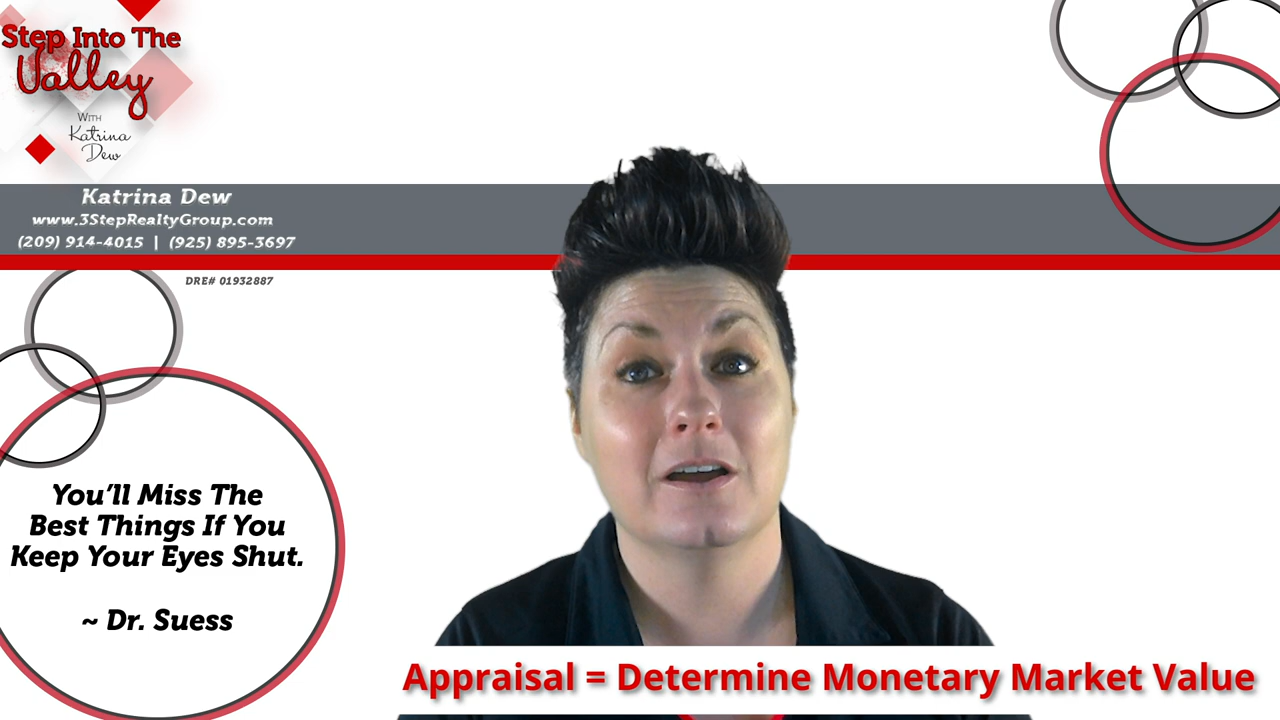 Step Into The
Valley
With
Katrina
Dew
Katrina Dew
www.3StepRealtyGroup.com
(209) 914-4015 | (925) 895-3697
DRE# 01932887
You'll Miss The
Best Things If You
Keep Your Eyes Shut.
~ Dr. Suess
Appraisal = Determine Monetary Market Value